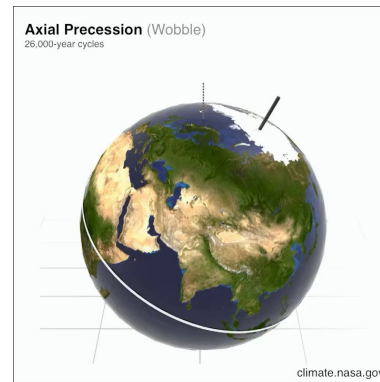 Axial Precession (Wobble)
26,000-year cycles
climate.nasa.gov